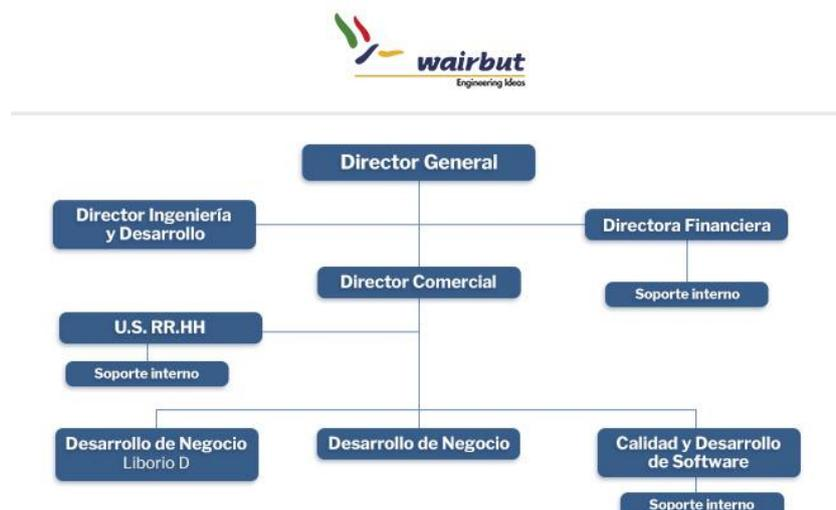 wairbut
Engineering Ideas
Director General
Director Ingeniería
y Desarrollo
Directora Financiera
Director Comercial
Soporte interno
U.S. RR.HH
Soporte interno
Desarrollo de Negocio
Liborio D
Desarrollo de Negocio
Calidad y Desarrollo
de Software
Soporte interno